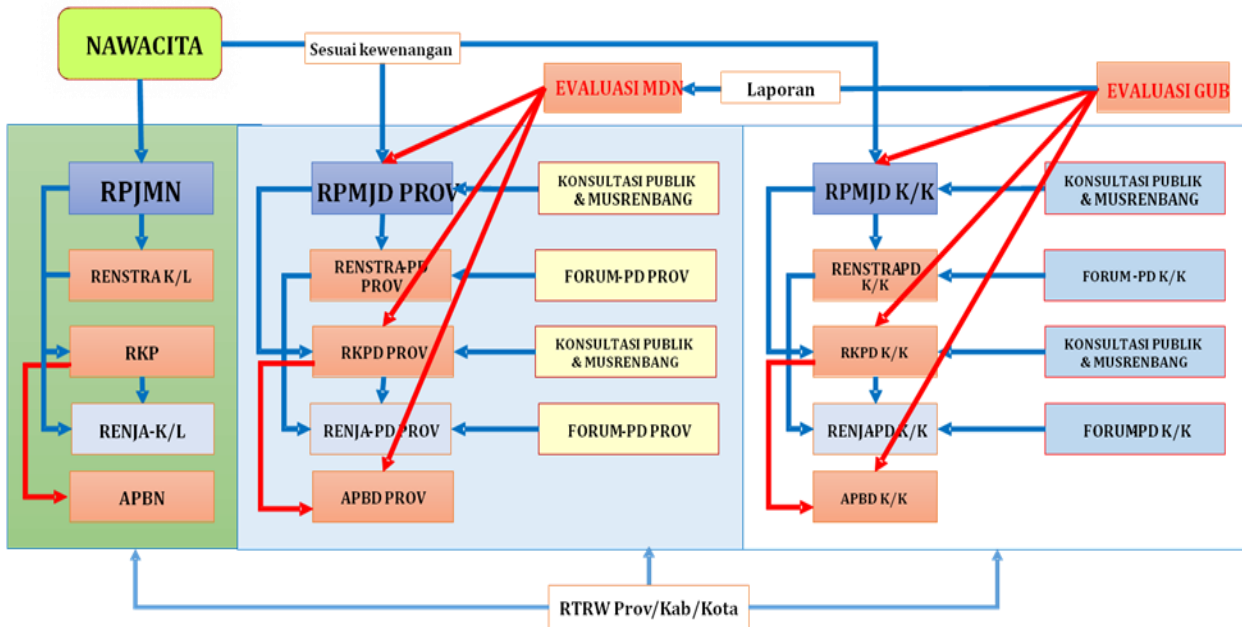 NAWACITA
Sesuai kewenangan
EVALUASI MDN
Laporan
EVALUASI GUB
RPJMN
RPMJD PROV
KONSULTASI PUBLIK
& MUSRENBANG
RPMJD K/K
KONSULTASI PUBLIK
& MUSRENBANG
RENSTRA K/L
RENSTRA-PD
PROV
FORUM-PD PROV
RENSTRAPD
K/K
FORUM -PD K/K
RKP
RKPD PROV
KONSULTASI PUBLIK
& MUSRENBANG
RKPD K/K
KONSULTASI PUBLIK
& MUSRENBANG
RENJA-K/L
RENJA-PD PROV
FORUM-PD PROV
RENJAPD K/K
FORUMPD K/K
APBN
APBD PROV
APBD K/K
RTRW Prov/Kab/Kota